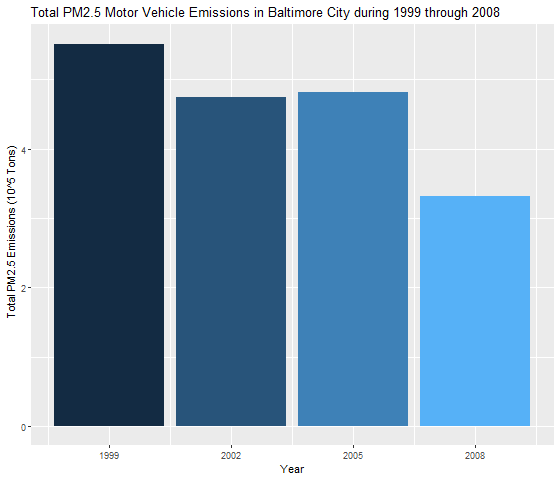 Total PM2.5 Motor Vehicle Emissions in Baltimore City during 1999 through 2008
Total PM2.5 Emissions (10^5 Tons)
4
2
0
1999 2002 2005 2008
Year